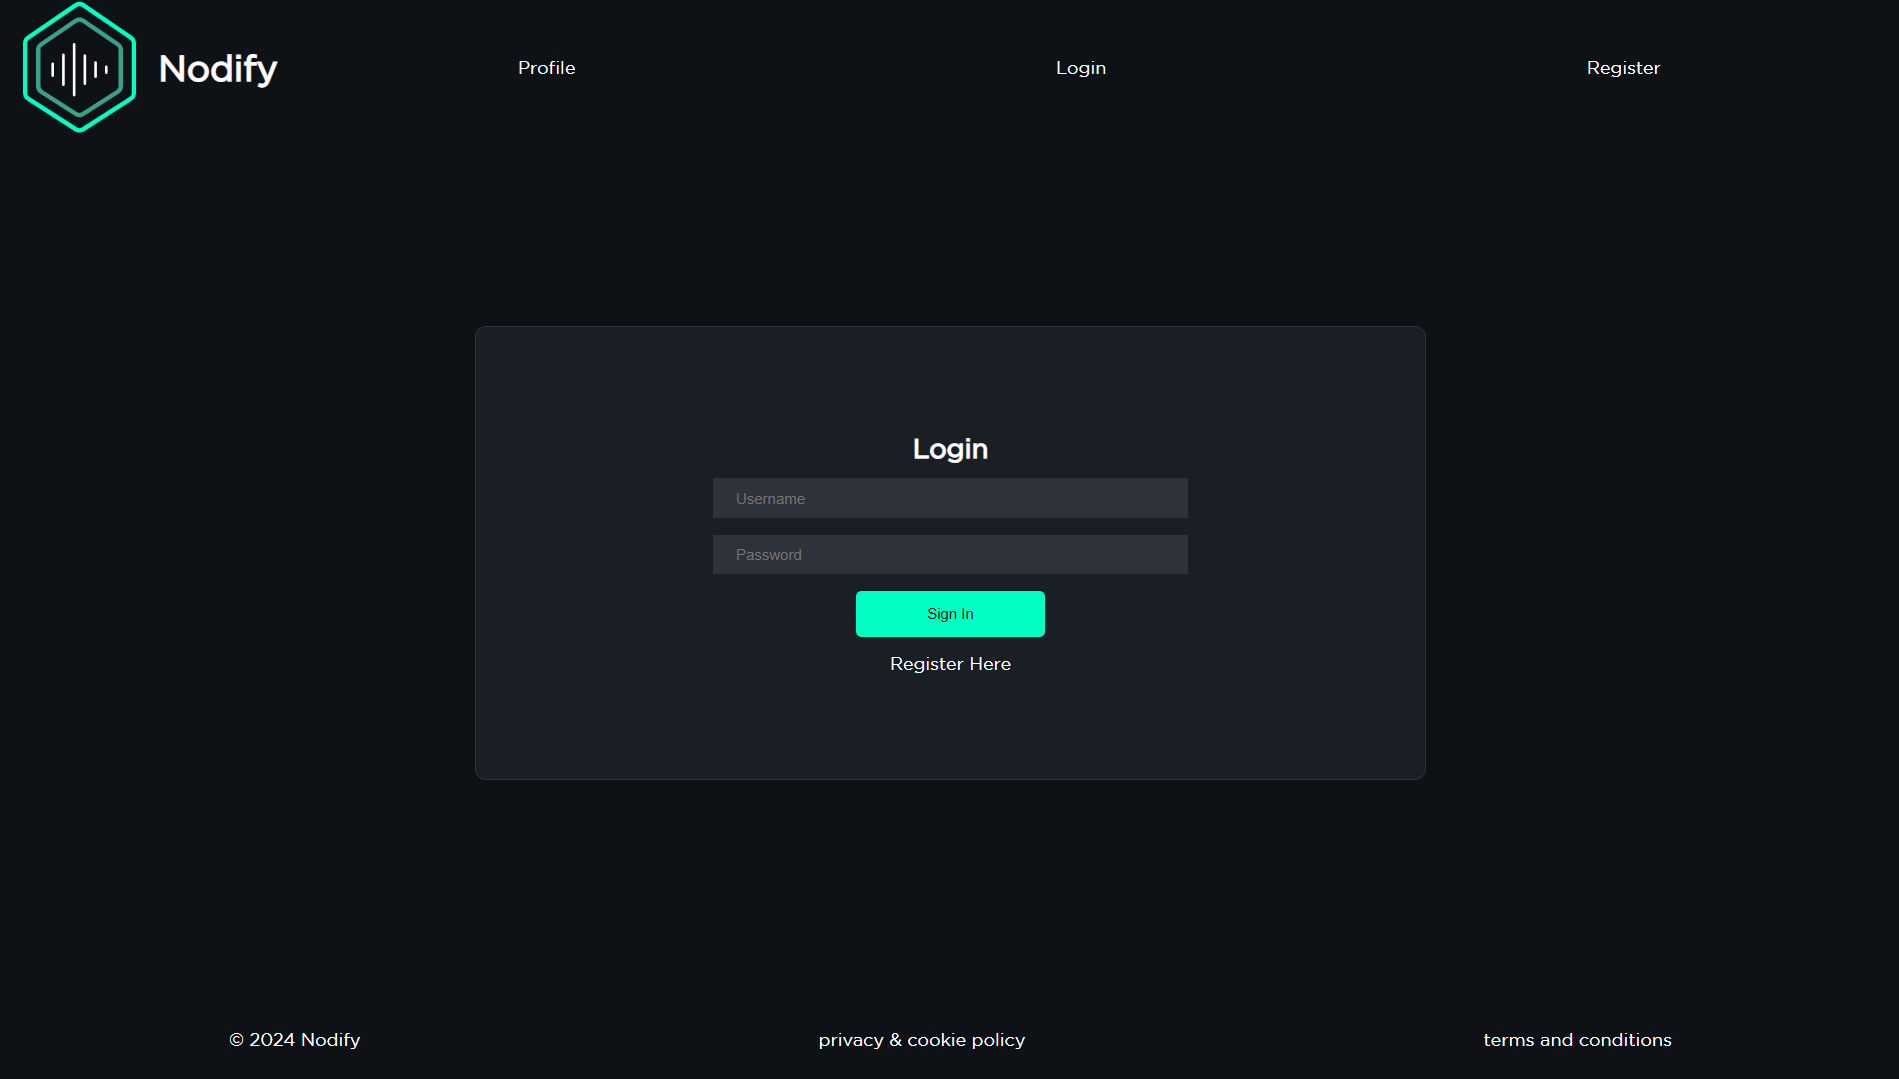 Nodify
Profile
Login
Register
Login
Username
Password
Sign In
Register Here
© 2024 Nodify
privacy & cookie policy
terms and conditions